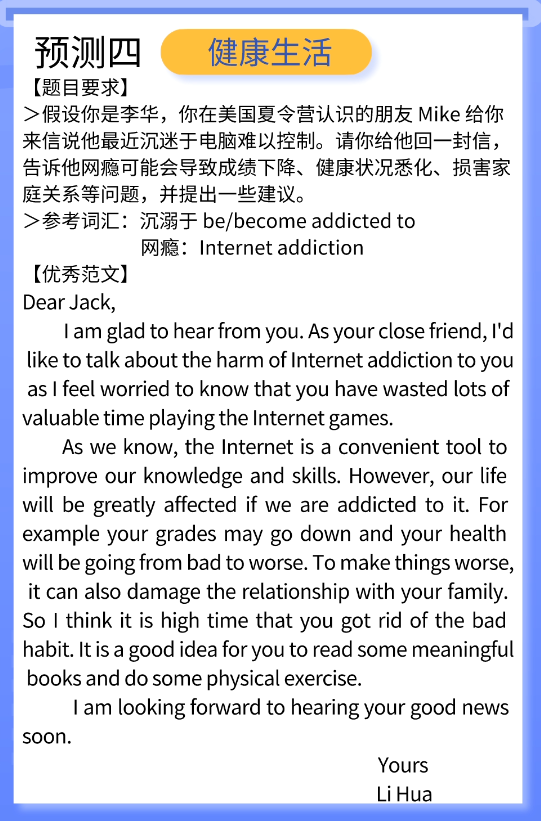 预测四
健康生活
【题目要求】
＞假设你是李华，你在美国夏令营认识的朋友 Mike 给你
来信说他最近沉迷于电脑难以控制。请你给他回一封信，
告诉他网瘾可能会导致成绩下降、健康状况悉化、损害家
庭关系等问题，并提出一些建议。
＞参考词汇：沉溺于 be/become addicted to
网瘾：Internet addiction
【优秀范文】
Dear Jack,
I am glad to hear from you. As your close friend, I'd
like to talk about the harm of Internet addiction to you
as I feel worried to know that you have wasted lots of
valuable time playing the Internet games.
As we know, the Internet is a convenient tool to
improve our knowledge and skills. However, our life
will be greatly affected if we are addicted to it. For
example your grades may go down and your health
will be going from bad to worse. To make things worse,
it can also damage the relationship with your family.
So I think it is high time that you got rid of the bad
habit. It is a good idea for you to read some meaningful
books and do some physical exercise.
I am looking forward to hearing your good news
soon.
Yours
Li Hua